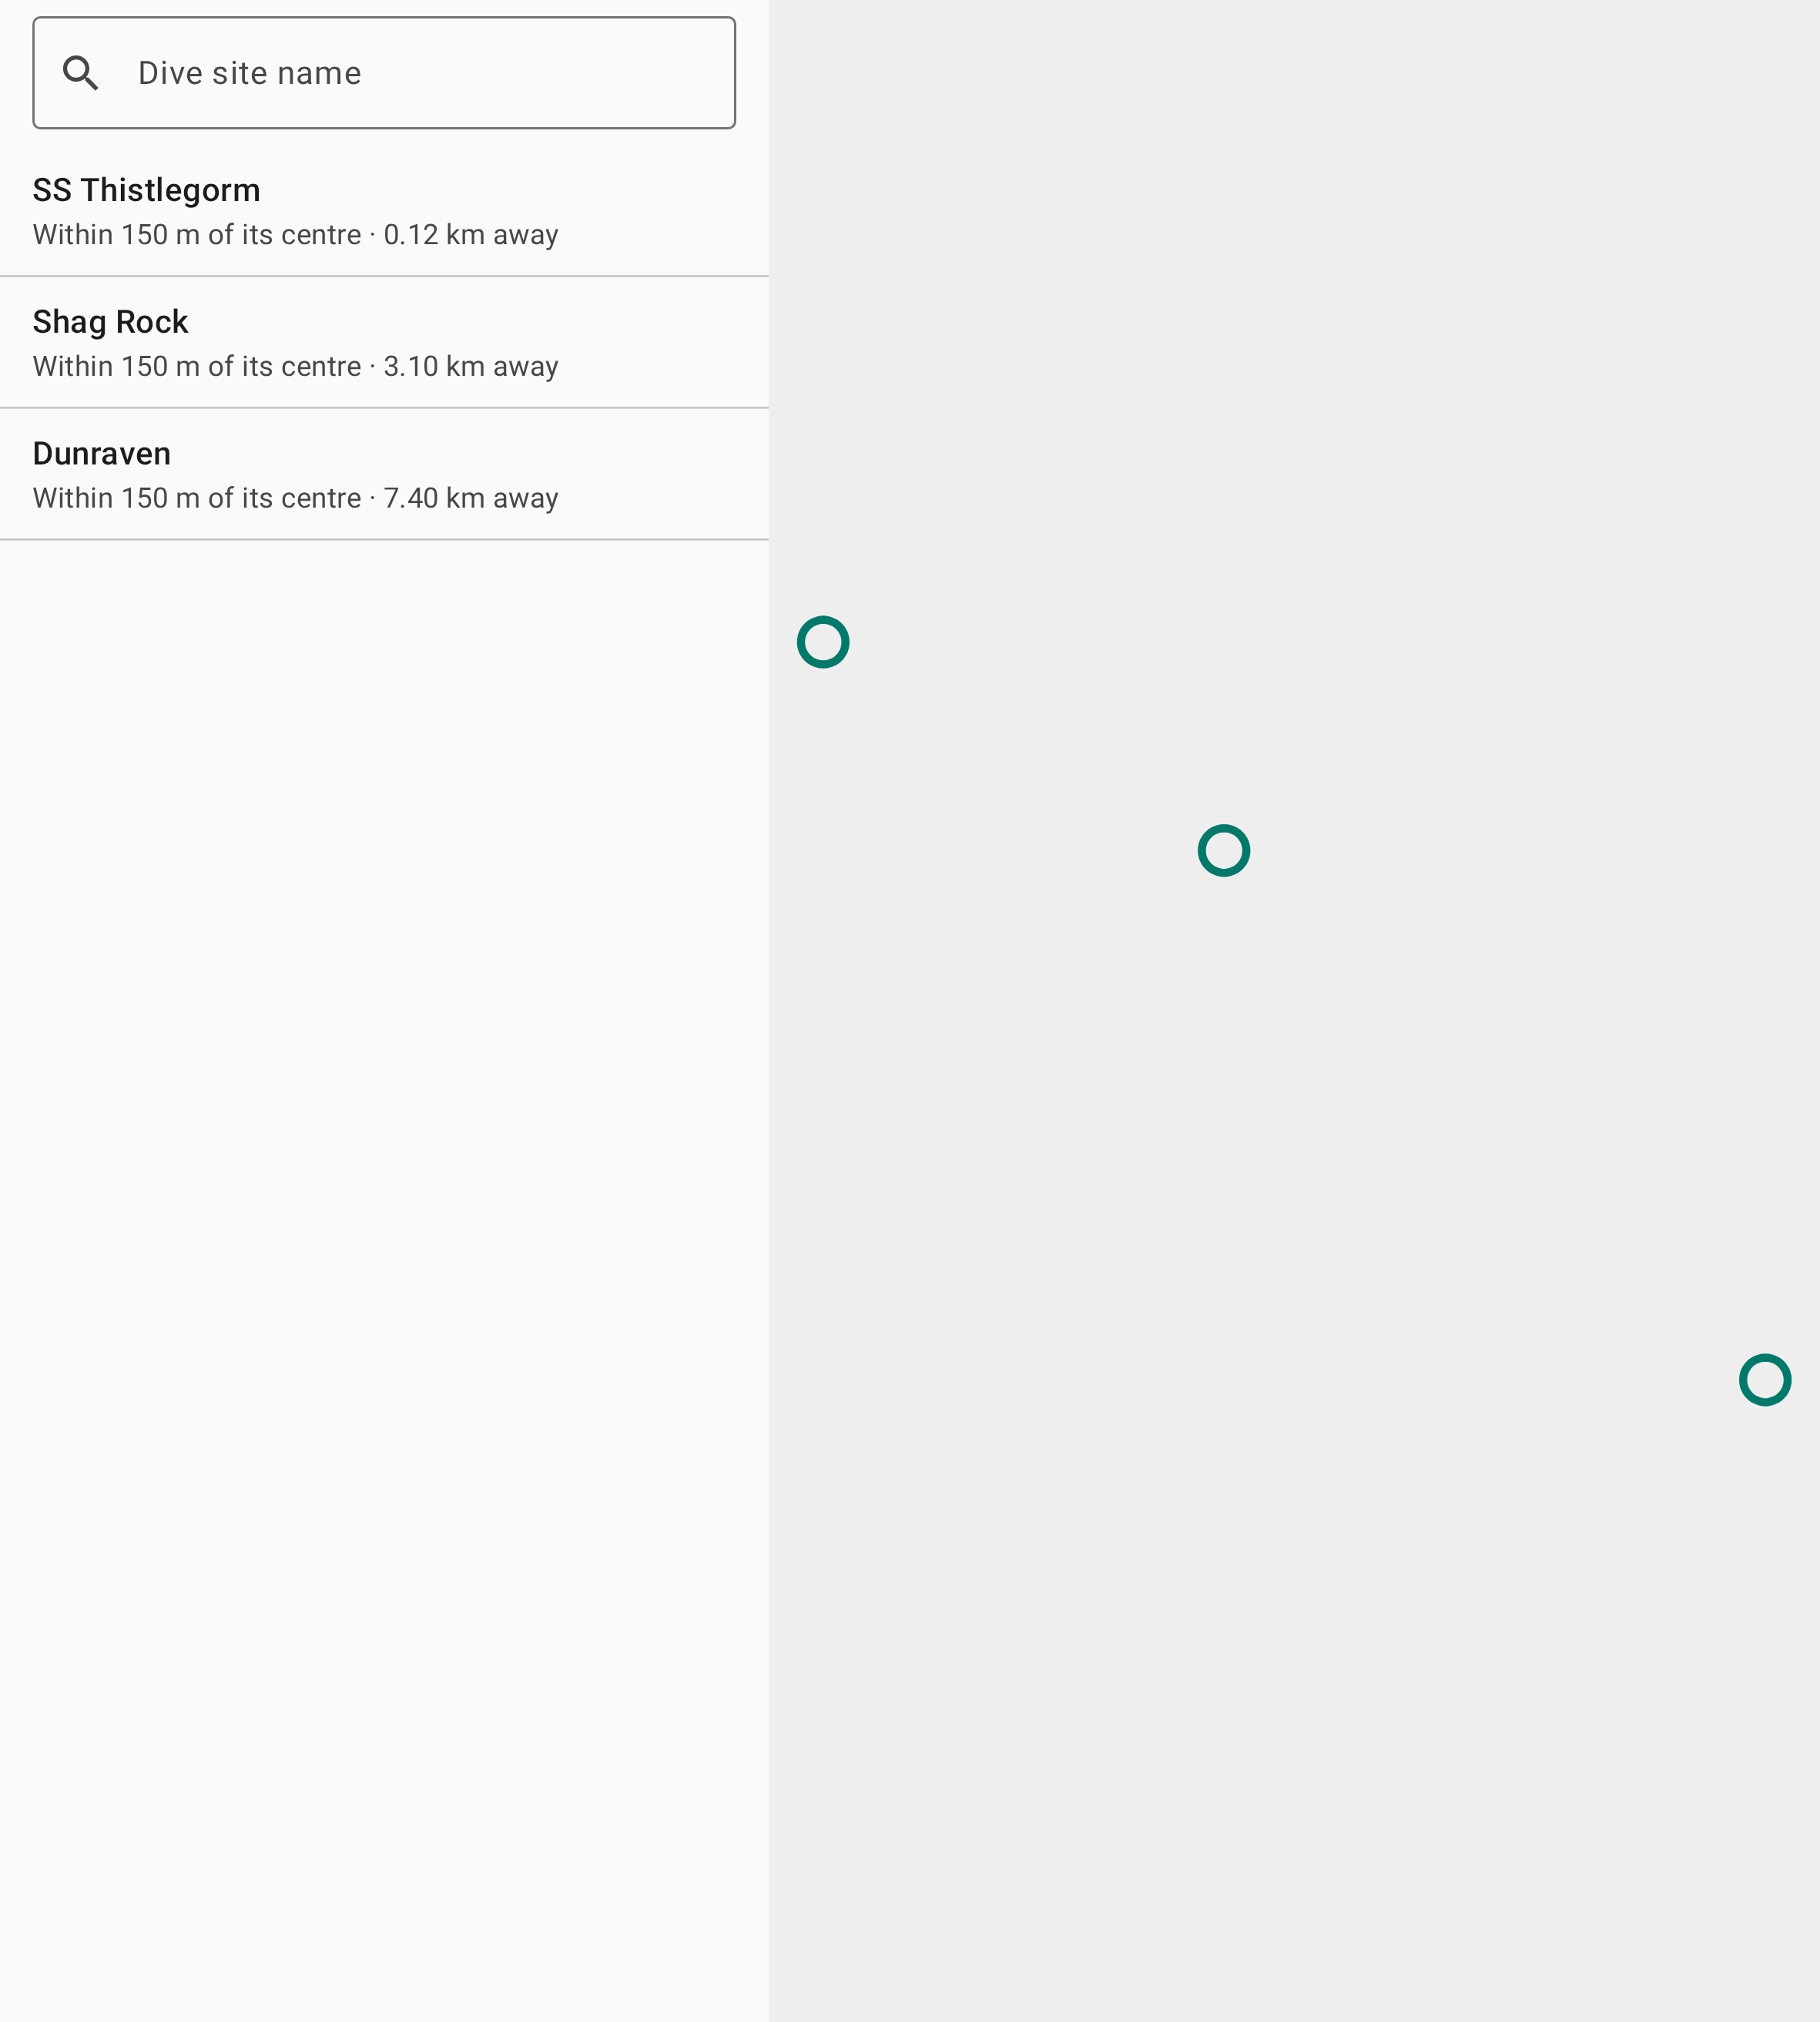 Dive site name
SS Thistlegorm
Within 150 m of its centre · 0.12 km away
Shag Rock
Within 150 m of its centre · 3.10 km away
Dunraven
Within 150 m of its centre · 7.40 km away